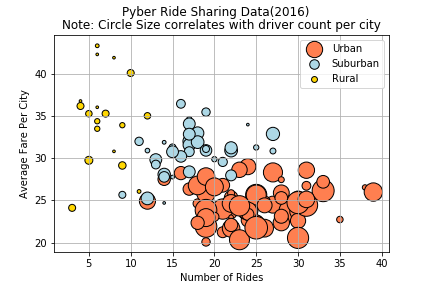 Pyber Ride Sharing Data(2016)
Note: Circle Size correlates with driver count per city
Urban
Suburban
Rural
Average Fare Per City
40
35
30
25
20
5
10
15
20
25
30
35
40
Number of Rides